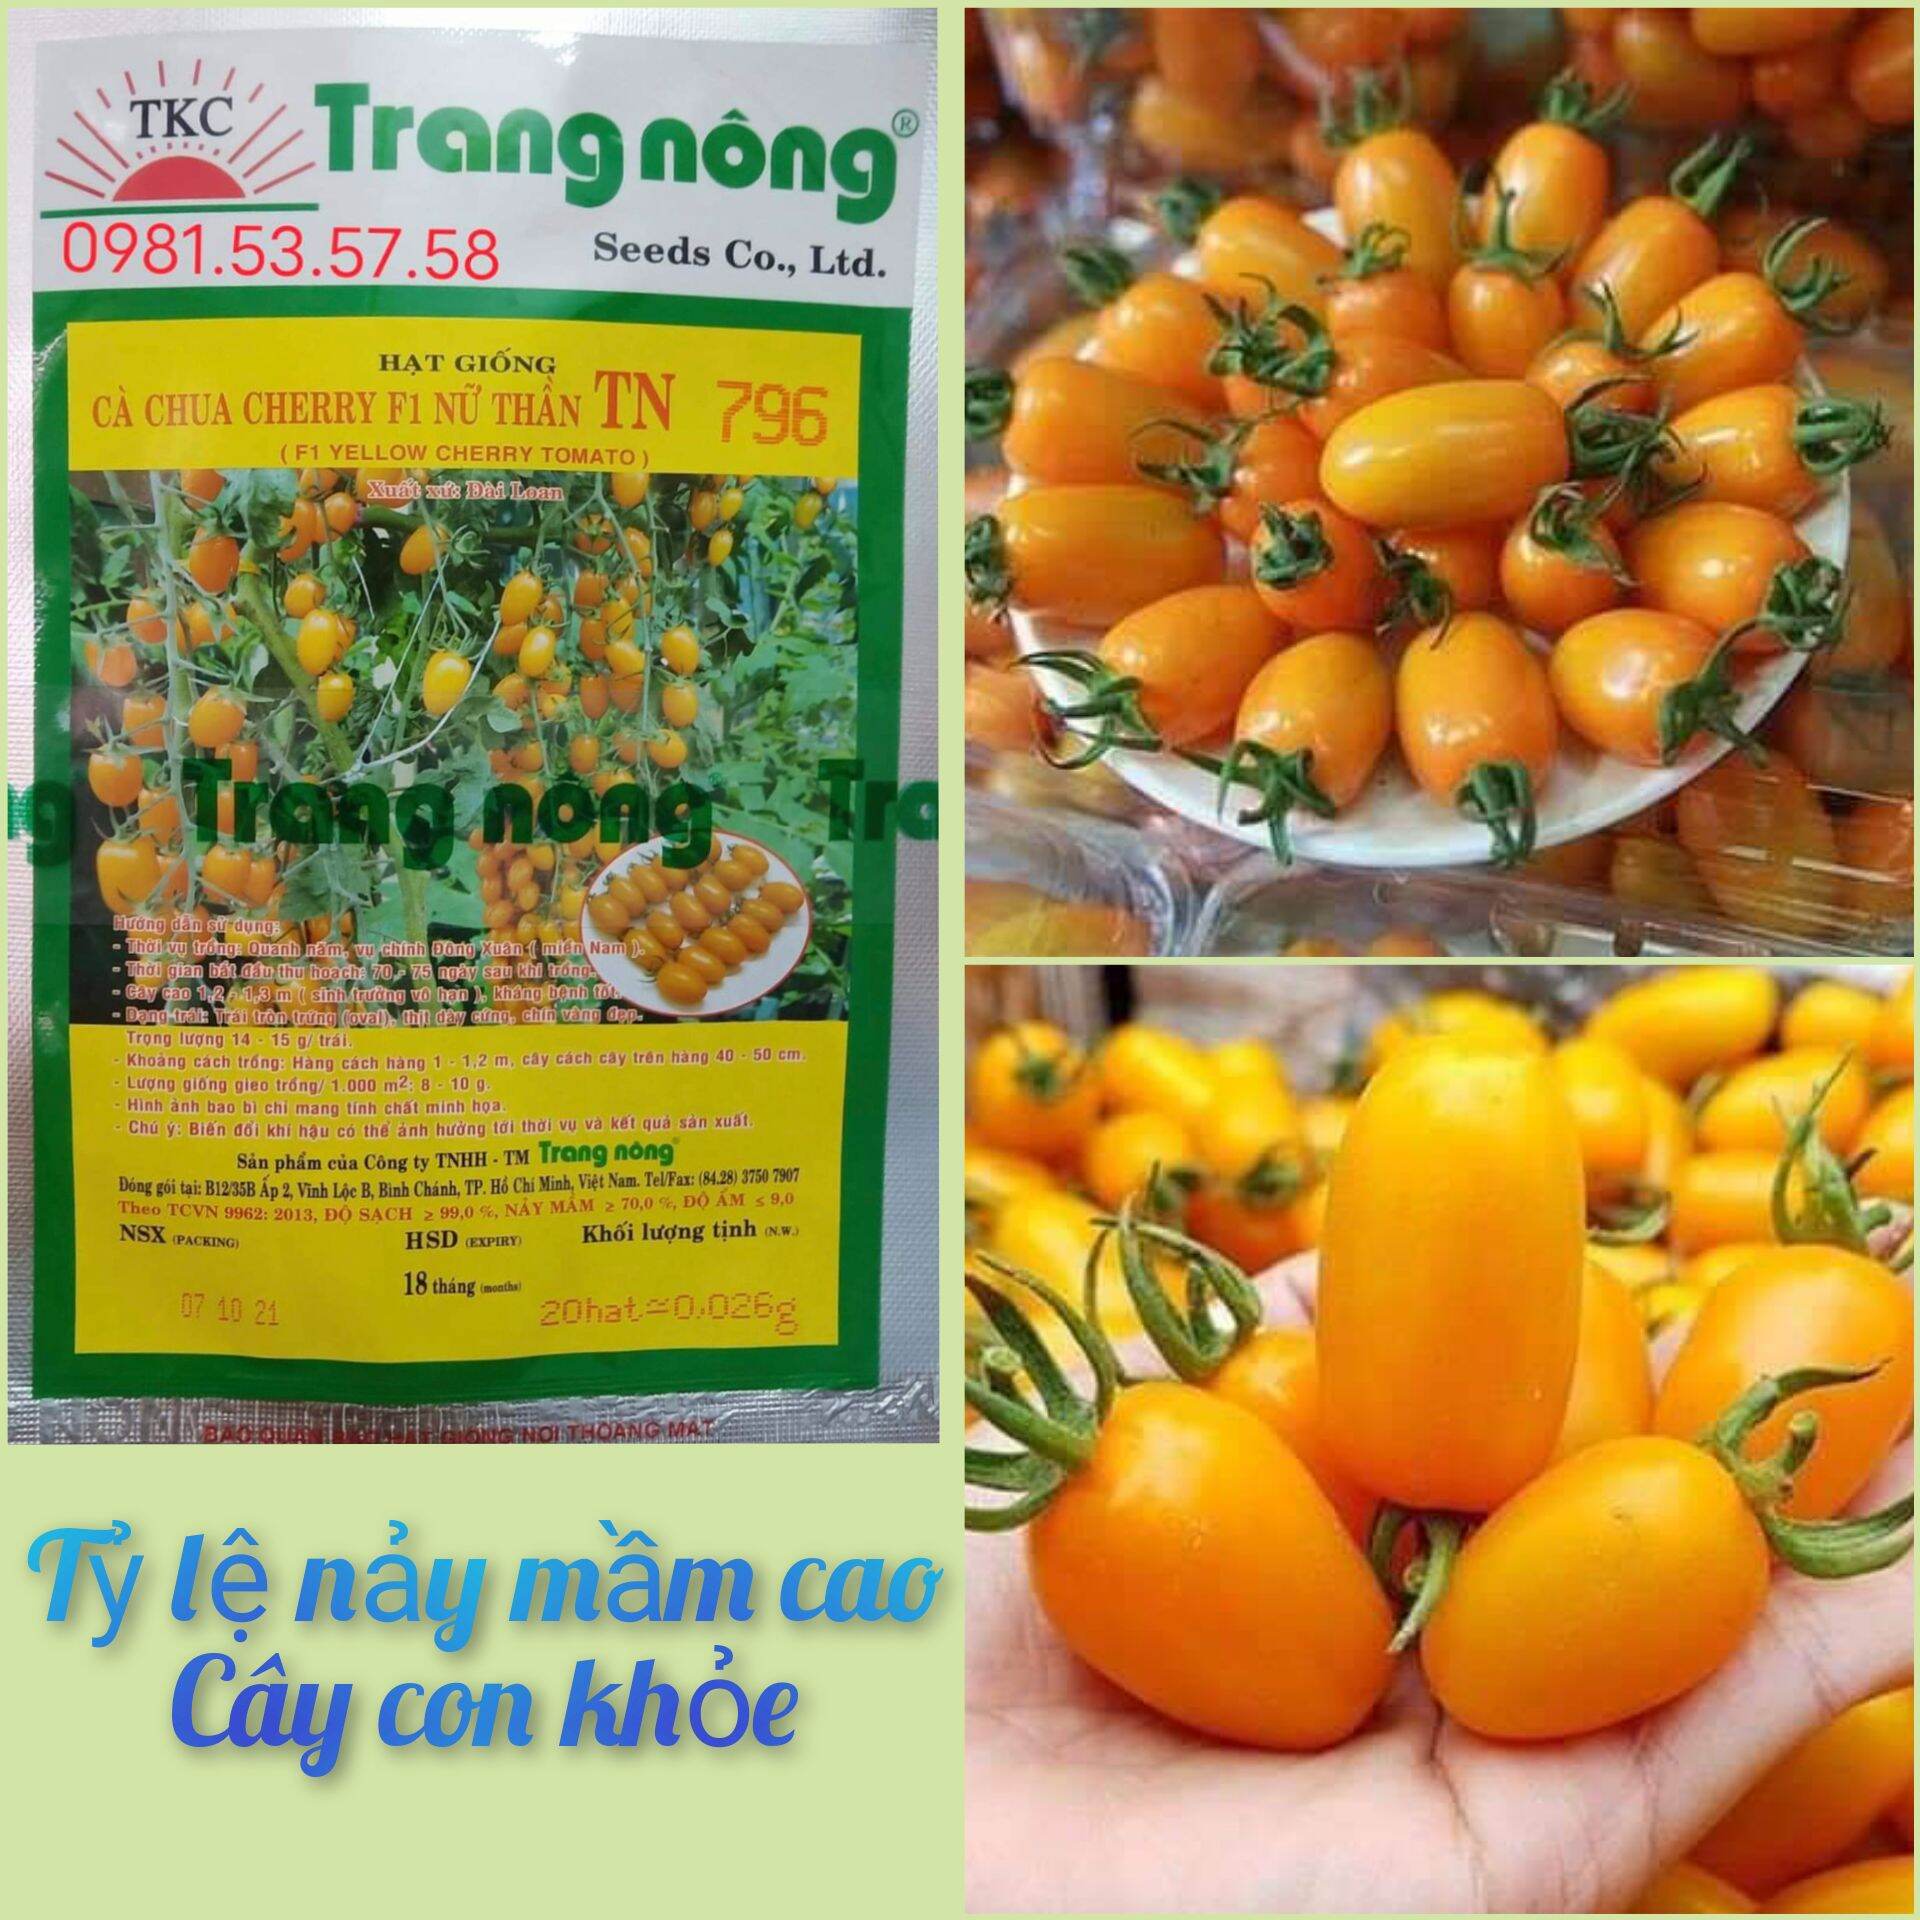 TKC
Trang nông®
0981.53.57.58
Seeds Co., Ltd.
HẠT GIỐNG
CÀ CHUA CHERRY F1 NỮ THẦN TN 796
( F1 YELLOW CHERRY TOMATO )
Xuất xứ: Đài Loan
Trang nông
Hướng dẫn sử dụng:
- Thời vụ trồng: Quanh năm, vụ chính Đông Xuân ( miền Nam ).
- Thời gian bắt đầu thu hoạch: 70 - 75 ngày sau khi trồng.
- Cây cao 1,2 - 1,3 m ( sinh trưởng vô hạn ), kháng bệnh tốt.
- Dạng trái: Trái tròn trứng (oval), thịt dày cứng, chín vàng đẹp.
Trọng lượng 14 - 15 g/ trái.
- Khoảng cách trồng: Hàng cách hàng 1 - 1,2 m, cây cách cây trên hàng 40 - 50 cm.
- Lượng giống gieo trồng/ 1.000 m²: 8 - 10 g.
- Hình ảnh bao bì chỉ mang tính chất minh họa.
- Chú ý: Biến đổi khí hậu có thể ảnh hưởng tới thời vụ và kết quả sản xuất.
Sản phẩm của Công ty TNHH - TM Trang nông®
Đóng gói tại: B12/35B Ấp 2, Vĩnh Lộc B, Bình Chánh, TP. Hồ Chí Minh, Việt Nam. Tel/Fax: (84.28) 3750 7907
Theo TCVN 9962: 2013, ĐỘ SẠCH ≥ 99,0 %, NẢY MẦM ≥ 70,0 %, ĐỘ ẨM ≤ 9,0
NSX (PACKING) HSD (EXPIRY) Khối lượng tịnh (N.W.)
18 tháng (months)
07 10 21 20hat≃0.026g
BẢO QUẢN BAO HẠT GIỐNG NƠI THOÁNG MÁT
Tỷ lệ nảy mầm cao
Cây con khỏe